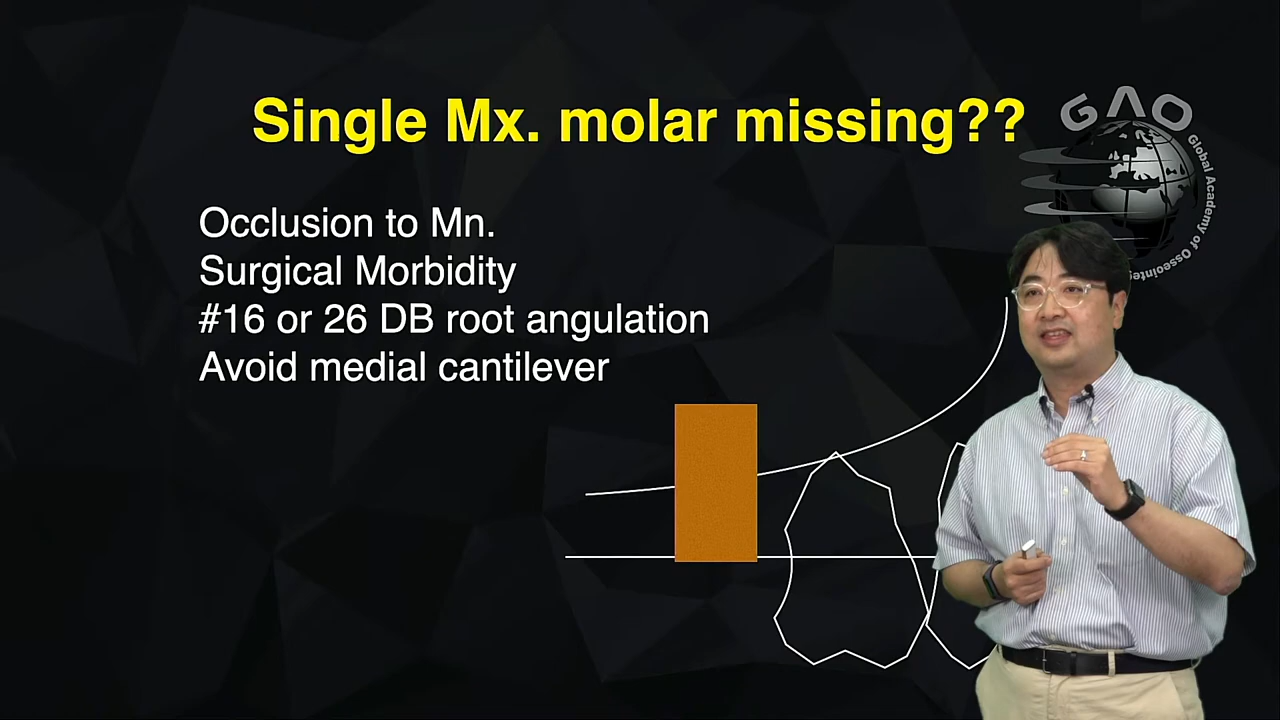 Single Mx. molar missing??
GAO
Global Academy of Osseointe
Occlusion to Mn.
Surgical Morbidity
#16 or 26 DB root angulation
Avoid medial cantilever